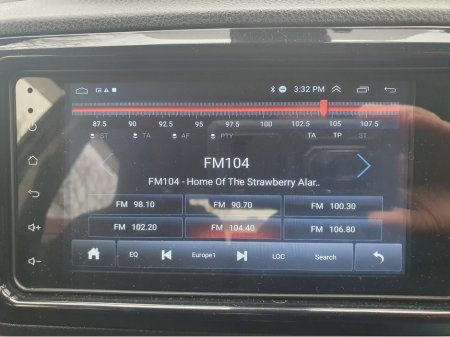 3:32 PM
87.5 90 92.5 95 97.5 100 102.5 105 107.5
ST TA AF PTY TA TP ST
FM104
FM104 - Home Of The Strawberry Alar..
FM 98.10 FM 90.70 FM 100.30
FM 102.20 FM 104.40 FM 106.80
EQ Europe1 LOC Search